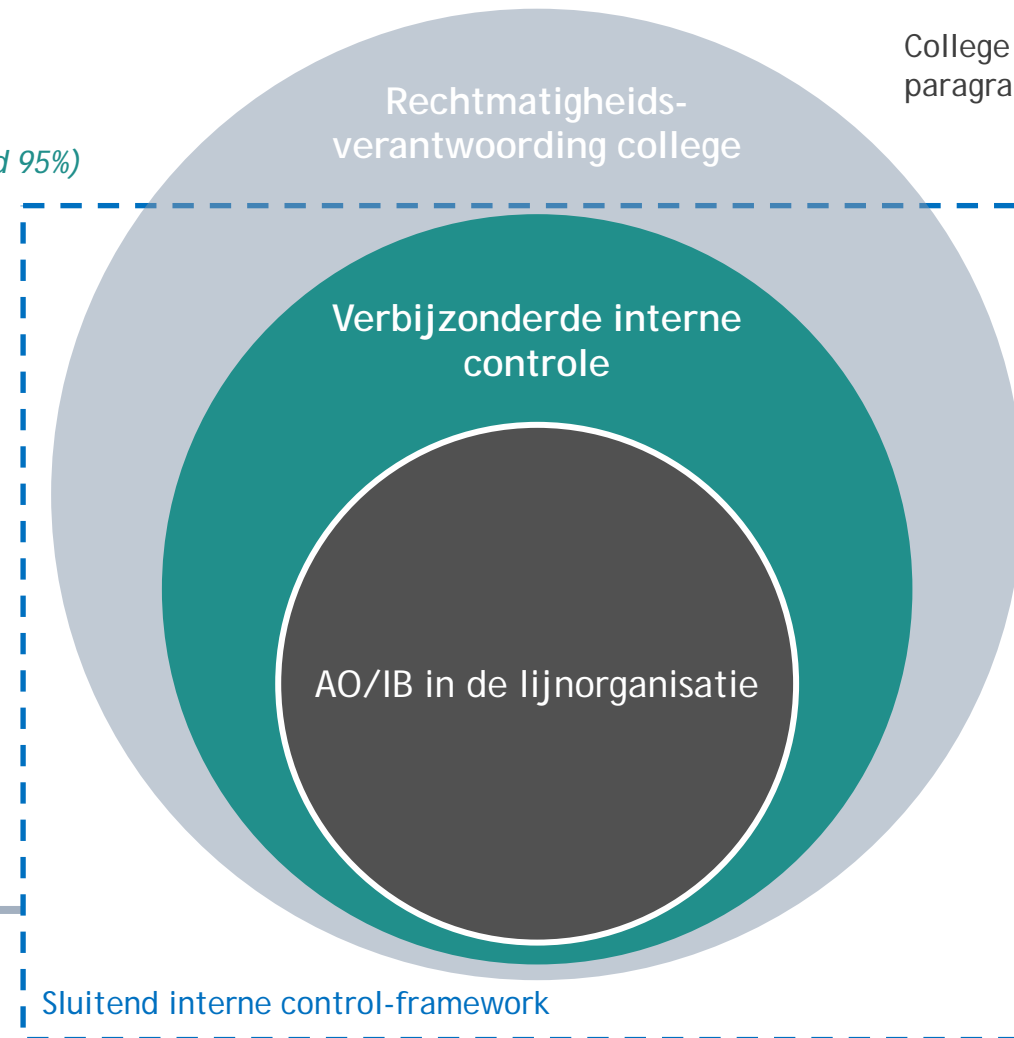 College
paragra
Rechtmatigheids-
verantwoording college
d 95%)
Verbijzonderde interne
controle
AO/IB in de lijnorganisatie
Sluitend interne control-framework